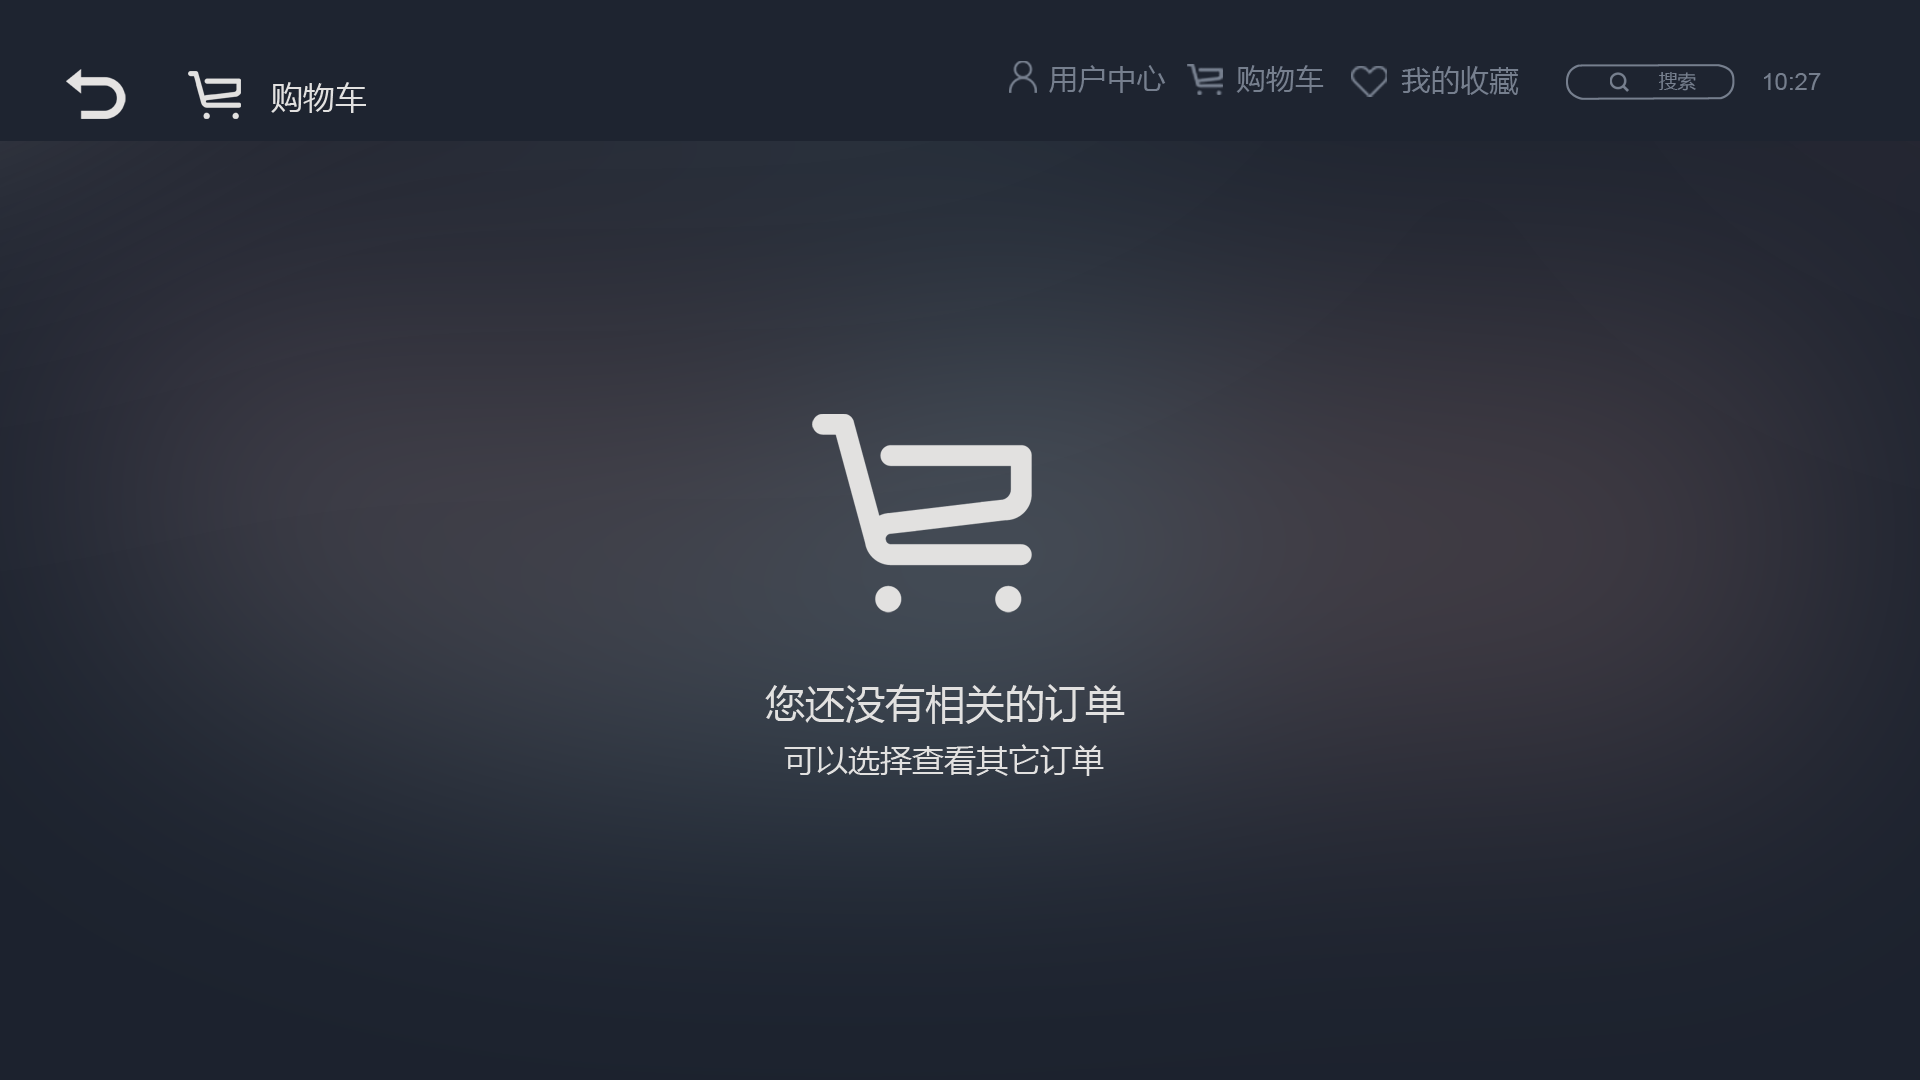 购物车
用户中心
购物车
我的收藏
搜索
10:27
您还没有相关的订单
可以选择查看其它订单